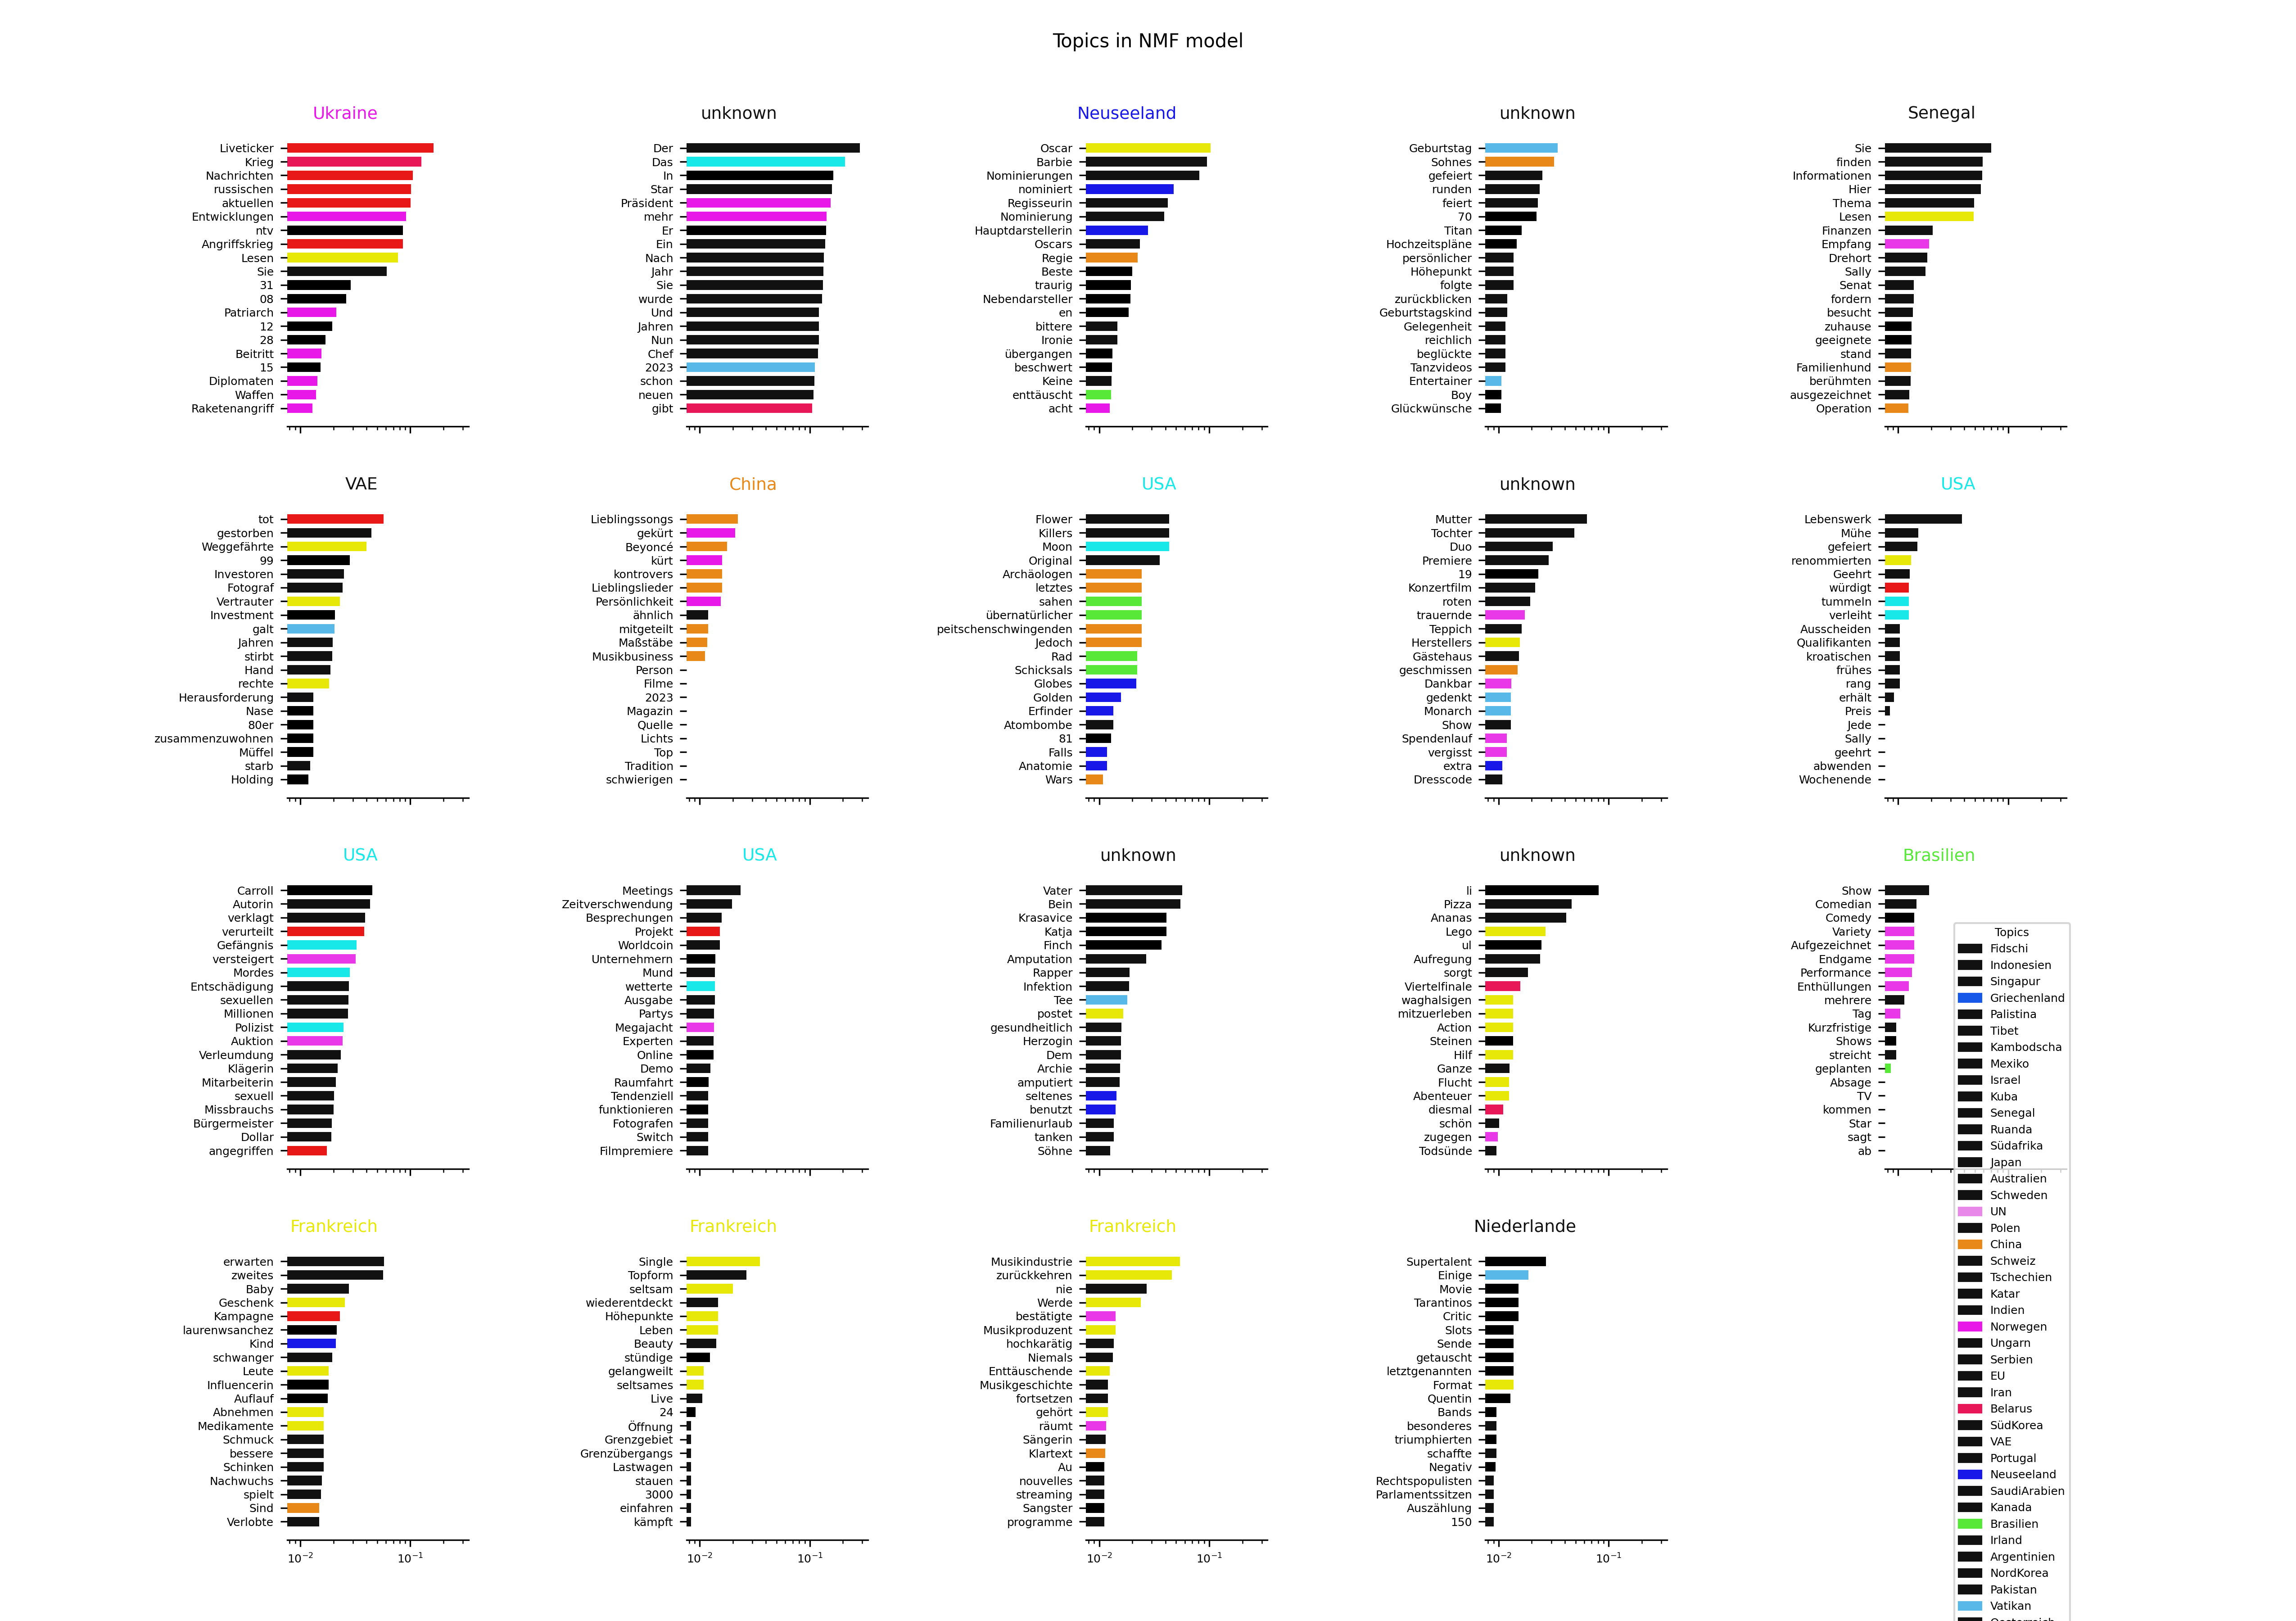 Topics in NMF model
Ukraine
Liveticker
Krieg
Nachrichten
russischen
aktuellen
Entwicklungen
ntv
Angriffskrieg
Lesen
Sie
31
08
Patriarch
12
28
Beitritt
15
Diplomaten
Waffen
Raketenangriff
unknown
Der
Das
In
Star
Präsident
mehr
Er
Ein
Nach
Jahr
Sie
wurde
Und
Jahren
Nun
Chef
2023
schon
neuen
gibt
Neuseeland
Oscar
Barbie
Nominierungen
nominiert
Regisseurin
Nominierung
Hauptdarstellerin
Oscars
Regie
Beste
traurig
Nebendarsteller
en
bittere
Ironie
übergangen
beschwert
Keine
enttäuscht
acht
unknown
Geburtstag
Sohnes
gefeiert
runden
feiert
70
Titan
Hochzeitspläne
persönlicher
Höhepunkt
folgte
zurückblicken
Geburtstagskind
Gelegenheit
reichlich
beglückte
Tanzvideos
Entertainer
Boy
Glückwünsche
Senegal
Sie
finden
Informationen
Hier
Thema
Lesen
Finanzen
Empfang
Drehort
Sally
Senat
fordern
besucht
zuhause
geeignete
stand
Familienhund
berühmten
ausgezeichnet
Operation
VAE
tot
gestorben
Weggefährte
99
Investoren
Fotograf
Vertrauter
Investment
galt
Jahren
stirbt
Hand
rechte
Herausforderung
Nase
80er
zusammenzuwohnen
Müffel
starb
Holding
China
Lieblingssongs
gekürt
Beyoncé
kürt
kontrovers
Lieblingslieder
Persönlichkeit
ähnlich
mitgeteilt
Maßstäbe
Musikbusiness
Person
Filme
2023
Magazin
Quelle
Lichts
Top
Tradition
schwierigen
USA
Flower
Killers
Moon
Original
Archäologen
letztes
sahen
übernatürlicher
peitschenschwingenden
Jedoch
Rad
Schicksals
Globes
Golden
Erfinder
Atombombe
81
Falls
Anatomie
Wars
unknown
Mutter
Tochter
Duo
Premiere
19
Konzertfilm
roten
trauernde
Teppich
Herstellers
Gästehaus
geschmissen
Dankbar
gedenkt
Monarch
Show
Spendenlauf
vergisst
extra
Dresscode
USA
Lebenswerk
Mühe
gefeiert
renommierten
Geehrt
würdigt
tummeln
verleiht
Ausscheiden
Qualifikanten
kroatischen
frühes
rang
erhält
Preis
Jede
Sally
geehrt
abwenden
Wochenende
USA
Carroll
Autorin
verklagt
verurteilt
Gefängnis
versteigert
Mordes
Entschädigung
sexuellen
Millionen
Polizist
Auktion
Verleumdung
Klägerin
Mitarbeiterin
sexuell
Missbrauchs
Bürgermeister
Dollar
angegriffen
USA
Meetings
Zeitverschwendung
Besprechungen
Projekt
Worldcoin
Unternehmern
Mund
wetterte
Ausgabe
Partys
Megajacht
Experten
Online
Demo
Raumfahrt
Tendenziell
funktionieren
Fotografen
Switch
Filmpremiere
unknown
Vater
Bein
Krasavice
Katja
Finch
Amputation
Rapper
Infektion
Tee
postet
gesundheitlich
Herzogin
Dem
Archie
amputiert
seltenes
benutzt
Familienurlaub
tanken
Söhne
unknown
li
Pizza
Ananas
Lego
ul
Aufregung
sorgt
Viertelfinale
waghalsigen
mitzuerleben
Action
Steinen
Hilf
Ganze
Flucht
Abenteuer
diesmal
schön
zugegen
Todsünde
Brasilien
Show
Comedian
Comedy
Variety
Aufgezeichnet
Endgame
Performance
Enthüllungen
mehrere
Tag
Kurzfristige
Shows
streicht
geplanten
Absage
TV
kommen
Star
sagt
ab
Frankreich
erwarten
zweites
Baby
Geschenk
Kampagne
laurenwsanchez
Kind
schwanger
Leute
Influencerin
Auflauf
Abnehmen
Medikamente
Schmuck
bessere
Schinken
Nachwuchs
spielt
Sind
Verlobte
10⁻² 10⁻¹
Frankreich
Single
Topform
seltsam
wiederentdeckt
Höhepunkte
Leben
Beauty
stündige
gelangweilt
seltsames
Live
24
Öffnung
Grenzgebiet
Grenzübergangs
Lastwagen
stauen
3000
einfahren
kämpft
10⁻² 10⁻¹
Frankreich
Musikindustrie
zurückkehren
nie
Werde
bestätigte
Musikproduzent
hochkarätig
Niemals
Enttäuschende
Musikgeschichte
fortsetzen
gehört
räumt
Sängerin
Klartext
Au
nouvelles
streaming
Sangster
programme
10⁻² 10⁻¹
Niederlande
Supertalent
Einige
Movie
Tarantinos
Critic
Slots
Sende
getauscht
letztgenannten
Format
Quentin
Bands
besonderes
triumphierten
schaffte
Negativ
Rechtspopulisten
Parlamentssitzen
Auszählung
150
10⁻² 10⁻¹
Topics
Fidschi
Indonesien
Singapur
Griechenland
Palistina
Tibet
Kambodscha
Mexiko
Israel
Kuba
Senegal
Ruanda
Südafrika
Japan
Australien
Schweden
UN
Polen
China
Schweiz
Tschechien
Katar
Indien
Norwegen
Ungarn
Serbien
EU
Iran
Belarus
SüdKorea
VAE
Portugal
Neuseeland
SaudiArabien
Kanada
Brasilien
Irland
Argentinien
NordKorea
Pakistan
Vatikan